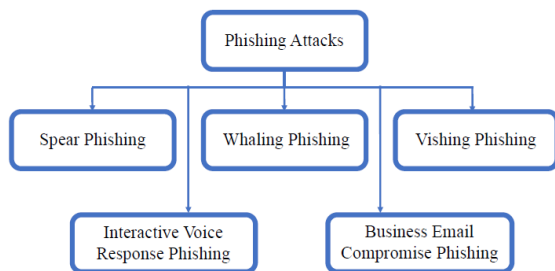 Phishing Attacks
Spear Phishing
Whaling Phishing
Vishing Phishing
Interactive Voice
Response Phishing
Business Email
Compromise Phishing